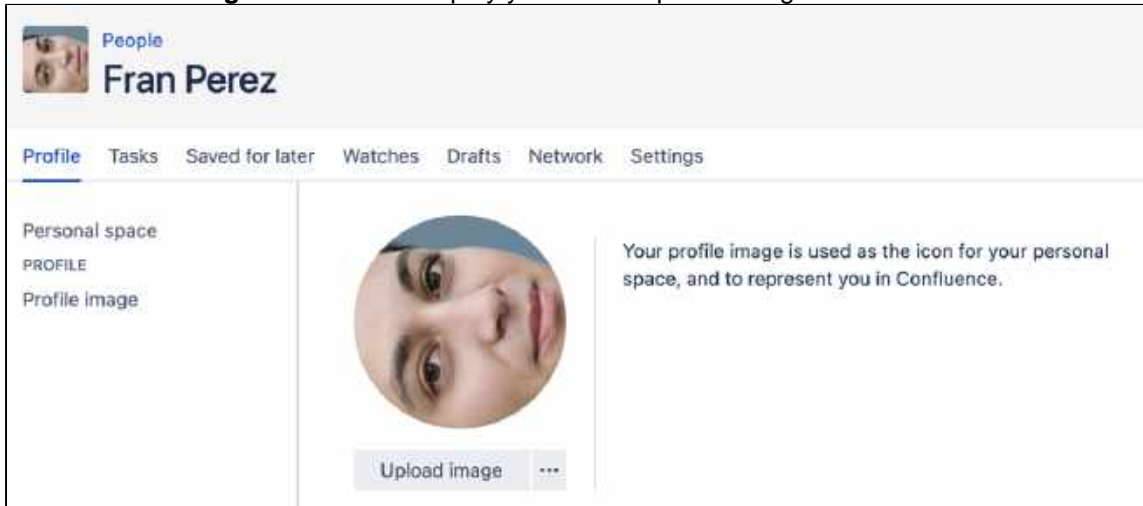 People
Fran Perez
Profile Tasks Saved for later Watches Drafts Network Settings
Personal space
PROFILE
Profile image
Your profile image is used as the icon for your personal
space, and to represent you in Confluence.
Upload image ...